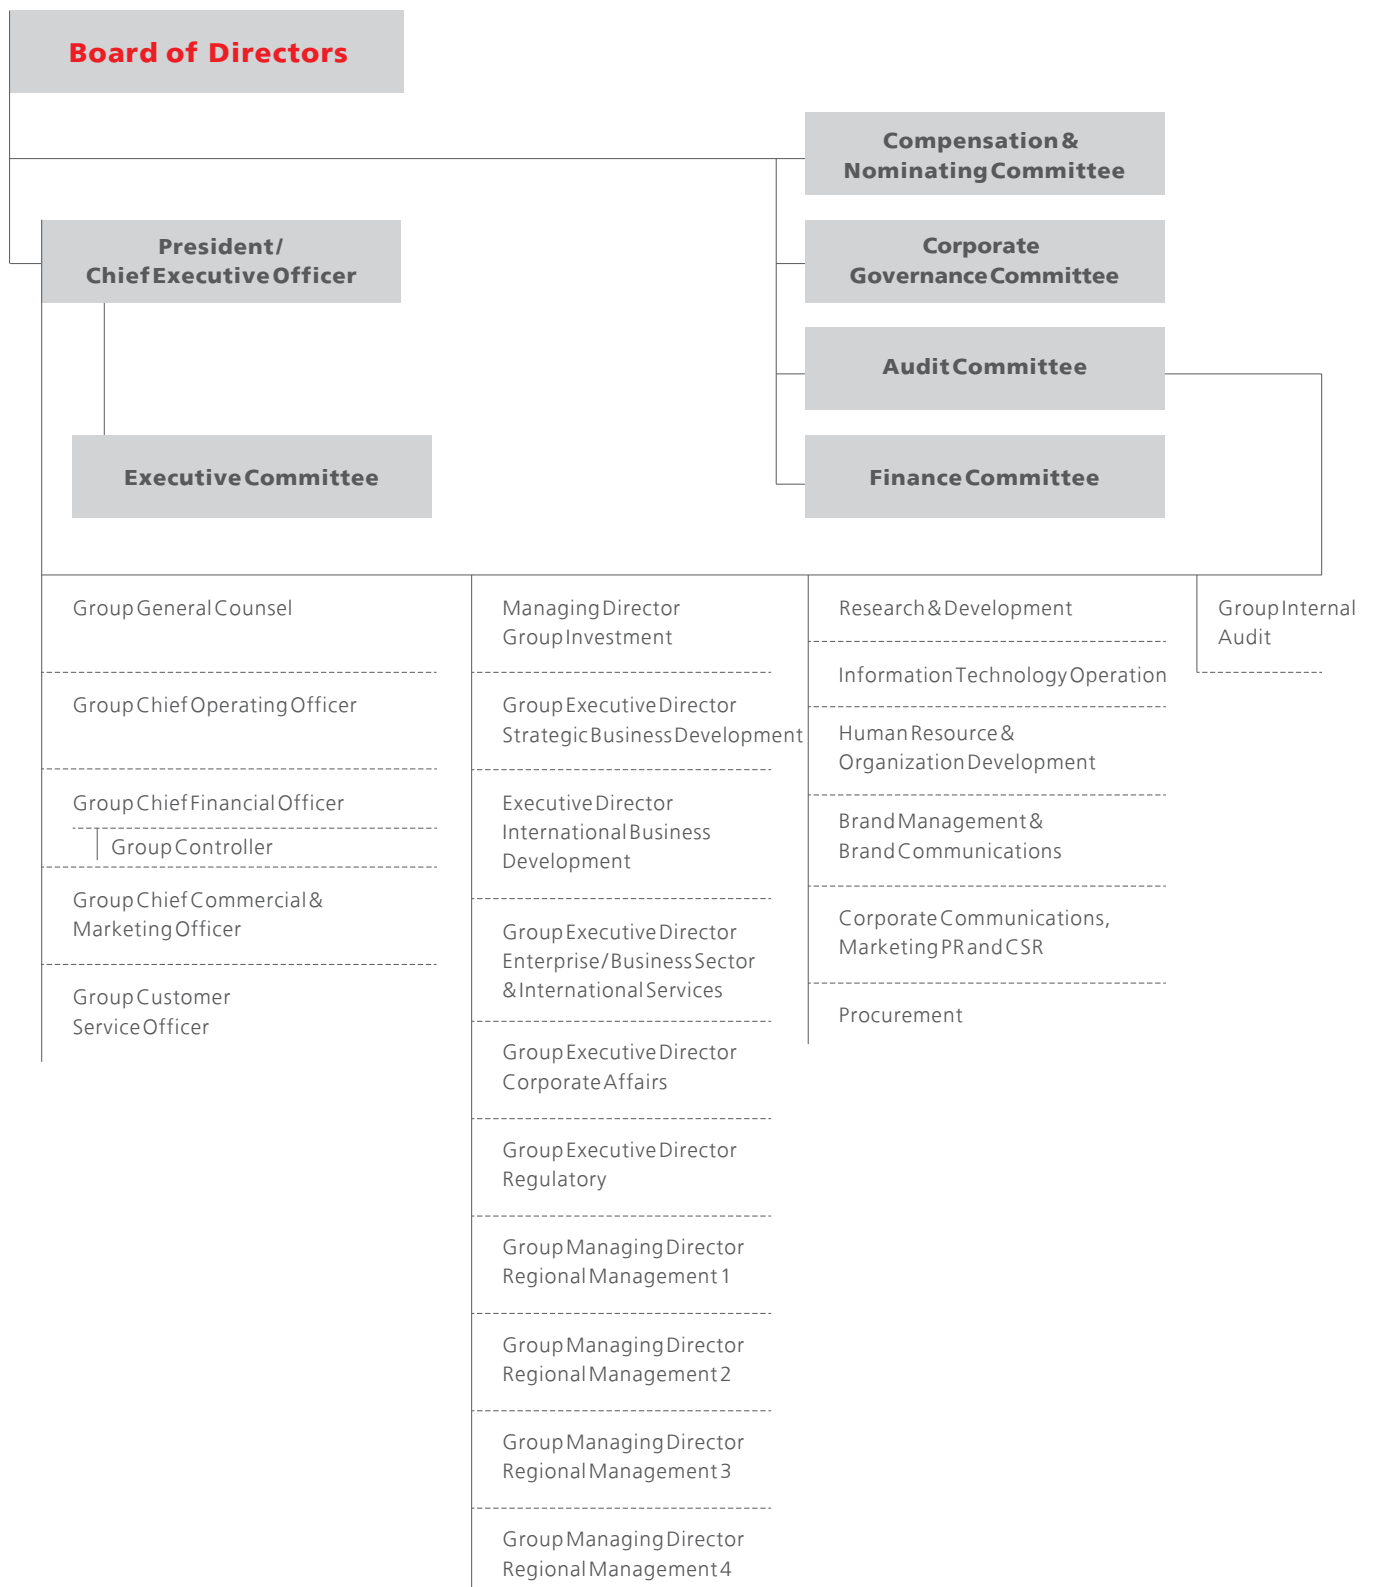 Board of Directors
Compensation &
Nominating Committee
President/
Chief Executive Officer
Corporate
Governance Committee
Audit Committee
Executive Committee
Finance Committee
Group General Counsel
Group Chief Operating Officer
Group Chief Financial Officer
Group Controller
Group Chief Commercial &
Marketing Officer
Group Customer
Service Officer
Managing Director
Group Investment
Group Executive Director
Strategic Business Development
Executive Director
International Business
Development
Group Executive Director
Enterprise/Business Sector
& International Services
Group Executive Director
Corporate Affairs
Group Executive Director
Regulatory
Group Managing Director
Regional Management 1
Group Managing Director
Regional Management 2
Group Managing Director
Regional Management 3
Group Managing Director
Regional Management 4
Research & Development
Information Technology Operation
Human Resource &
Organization Development
Brand Management &
Brand Communications
Corporate Communications,
Marketing PR and CSR
Procurement
Group Internal
Audit